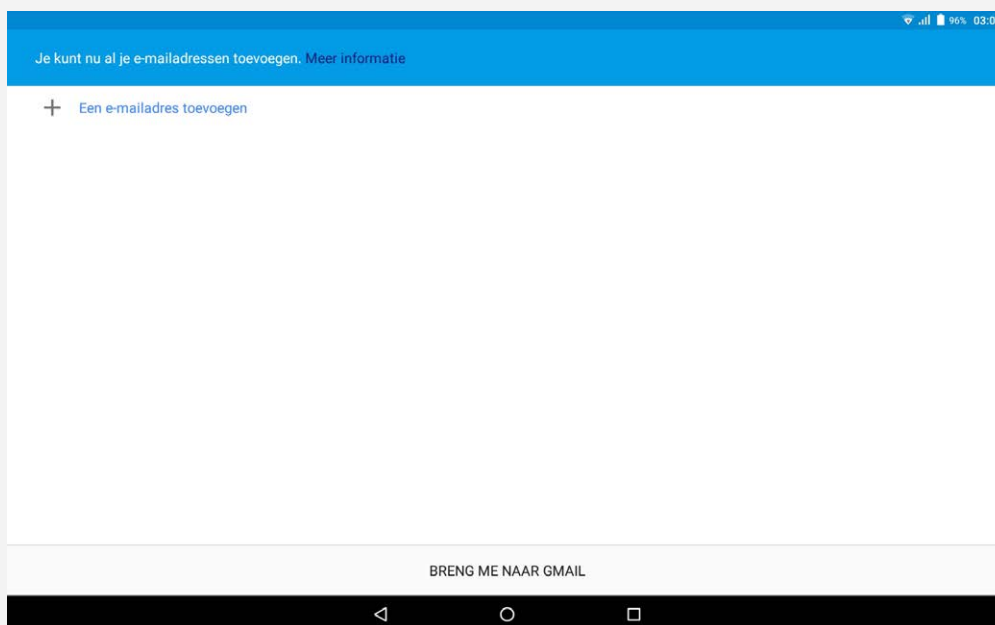 96% 03:0
Je kunt nu al je e-mailadressen toevoegen. Meer informatie
Een e-mailadres toevoegen
BRENG ME NAAR GMAIL